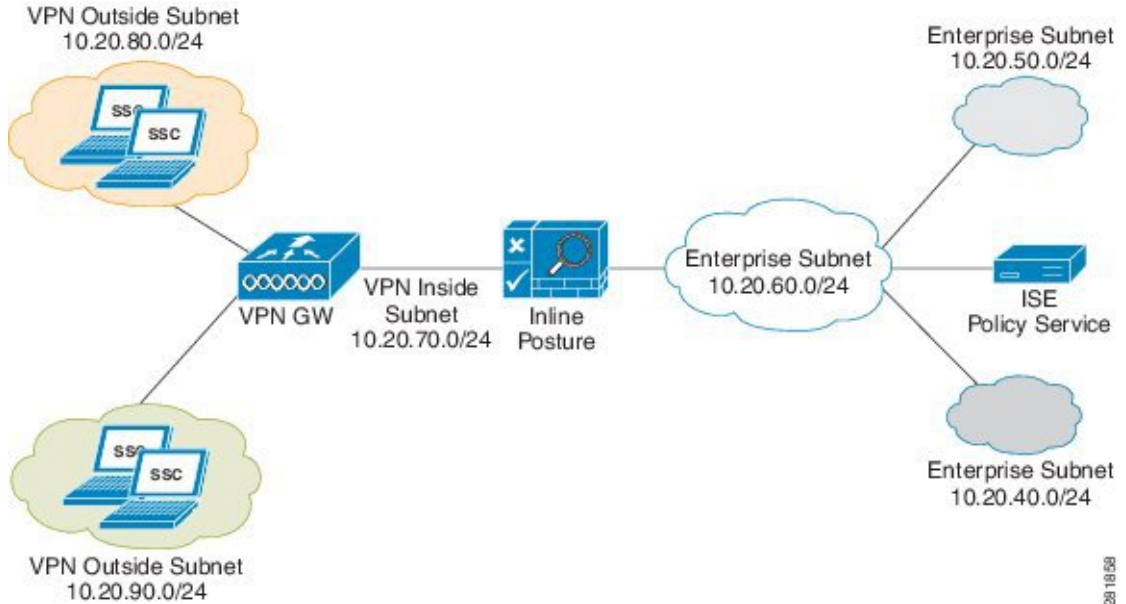 VPN Outside Subnet
10.20.80.0/24
SSC
SSC
Enterprise Subnet
10.20.50.0/24
VPN GW
VPN Inside
Subnet
10.20.70.0/24
Inline
Posture
Enterprise Subnet
10.20.60.0/24
ISE
Policy Service
SSC
SSC
VPN Outside Subnet
10.20.90.0/24
Enterprise Subnet
10.20.40.0/24
281858